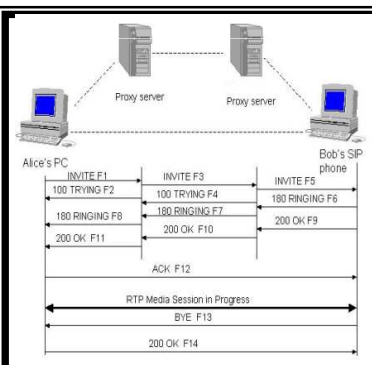 Proxy server
Proxy server
Alice's PC
Bob's SIP
phone
INVITE F1
INVITE F3
INVITE F5
100 TRYING F2
100 TRYING F4
180 RINGING F6
180 RINGING F8
180 RINGING F7
200 OK F9
200 OK F11
200 OK F10
ACK F12
RTP Media Session in Progress
BYE F13
200 OK F14